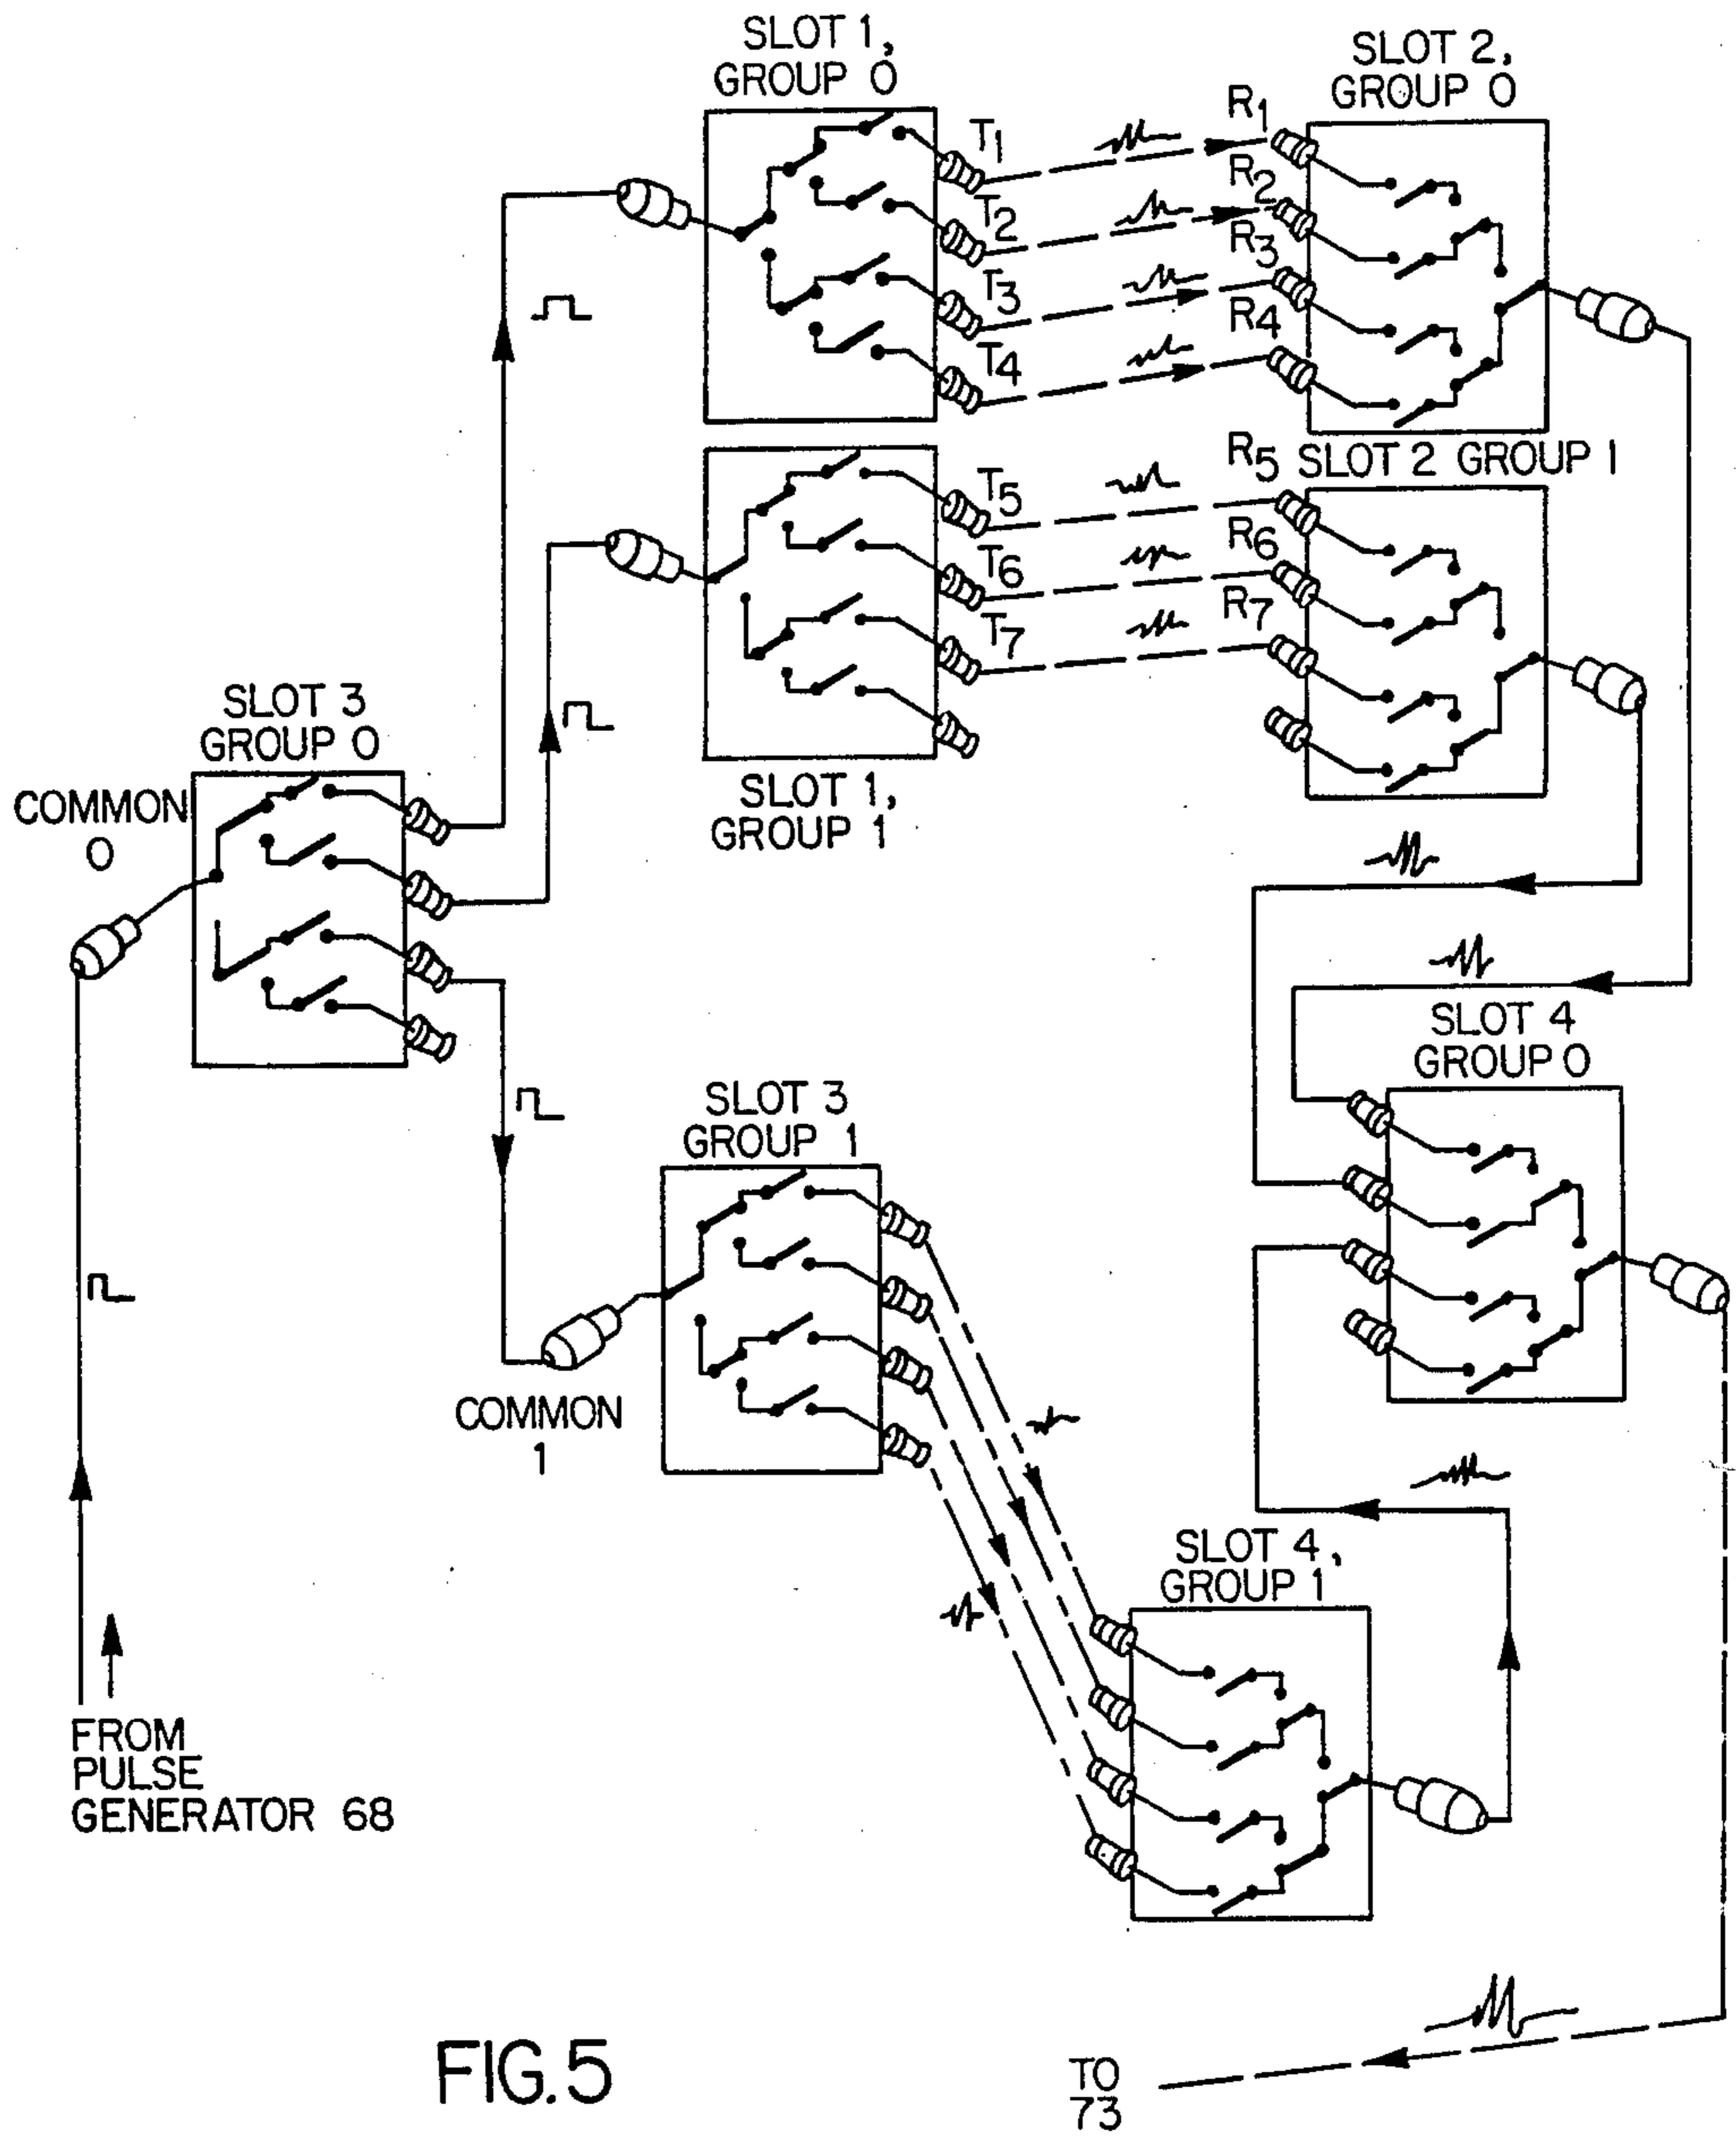 SLOT 1,
GROUP 0
SLOT 2,
GROUP 0
T1
R1
T2
R2
T3
R3
T4
R4
SLOT 2 GROUP 1
T5
R5
T6
R6
T7
R7
SLOT 1,
GROUP 1
SLOT 3
GROUP 0
COMMON
0
SLOT 4
GROUP 0
SLOT 3
GROUP 1
COMMON
1
SLOT 4,
GROUP 1
FROM
PULSE
GENERATOR 68
TO
73
FIG.5